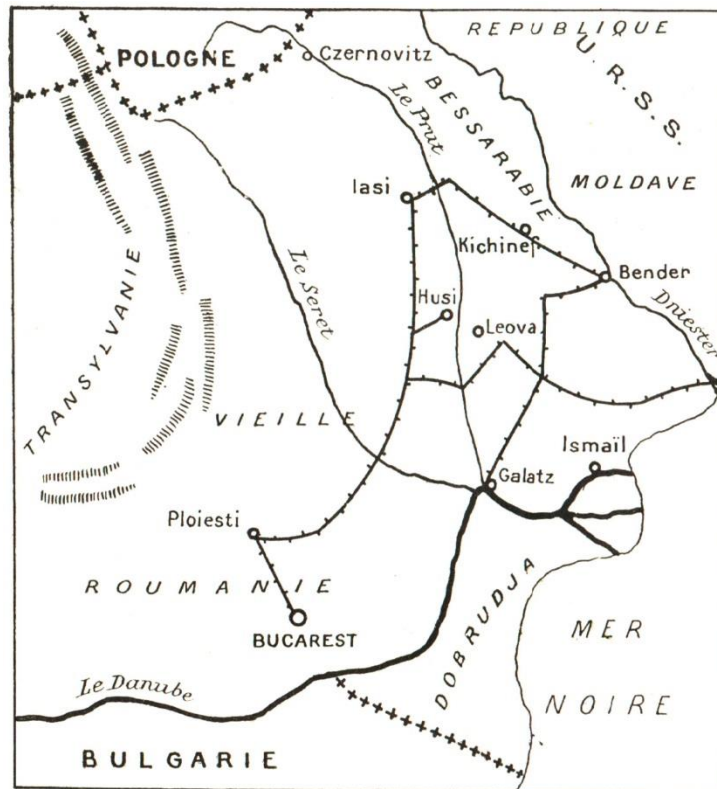 REPUBLIQUE
U.R.S.S.
POLOGNE
Czernovitz
Le Prut
BESSARABIE
MOLDAVE
Iasi
Kichinef
Bender
Dniester
Le Seret
Husi
Leova
TRANSYLVANIE
VIEILLE
Ismaïl
Galatz
Ploiesti
ROUMANIE
BUCAREST
DOBRUDJA
MER
NOIRE
Le Danube
BULGARIE